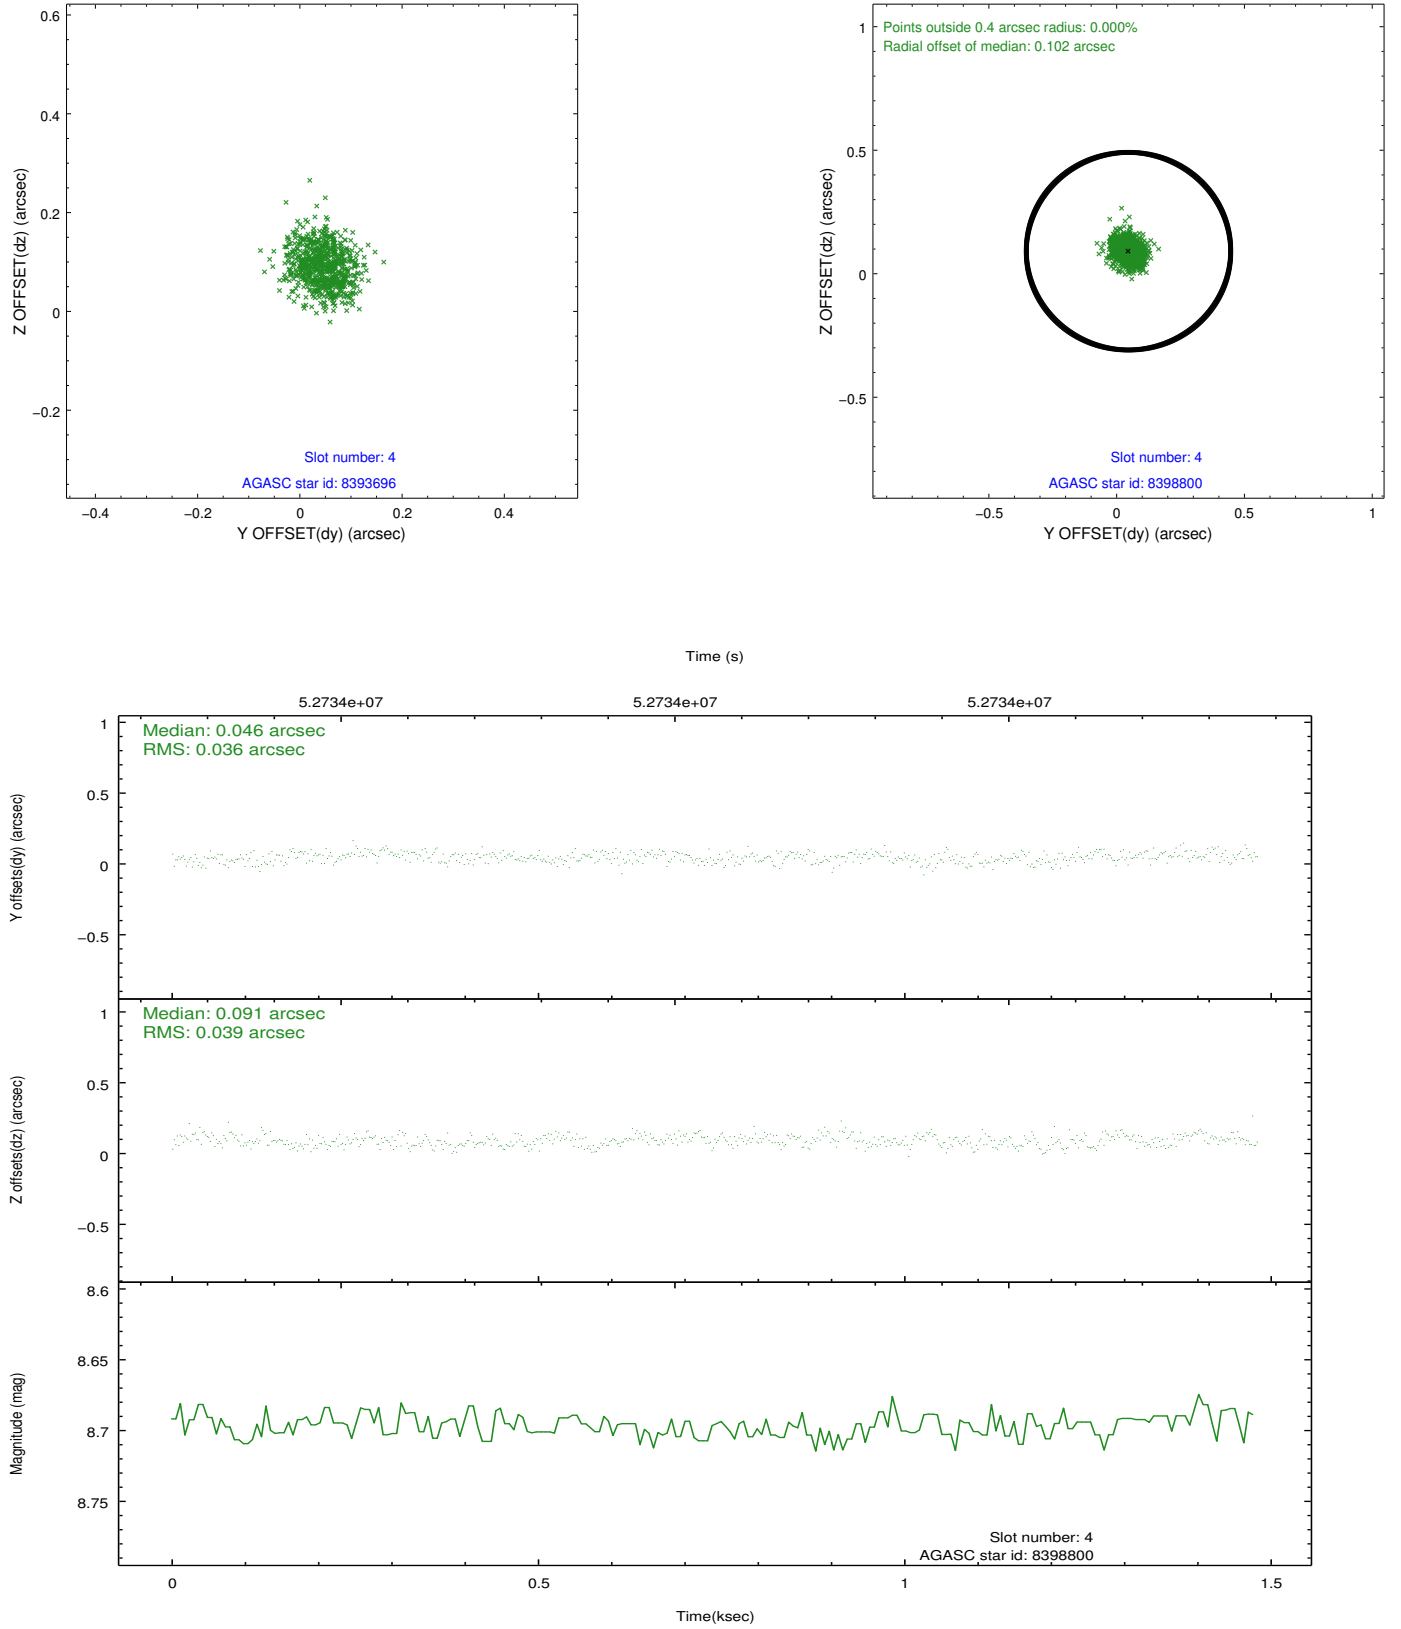 0.6
0.4
0.2
0
−0.2
Z OFFSET(dz) (arcsec)
Slot number: 4
AGASC star id: 8393696
−0.4
−0.2
0
0.2
0.4
Y OFFSET(dy) (arcsec)
Points outside 0.4 arcsec radius: 0.000%
Radial offset of median: 0.102 arcsec
1
0.5
0
−0.5
Z OFFSET(dz) (arcsec)
Slot number: 4
AGASC star id: 8398800
−0.5
0
0.5
1
Y OFFSET(dy) (arcsec)
Time (s)
5.2734e+07
5.2734e+07
5.2734e+07
Median: 0.046 arcsec
RMS: 0.036 arcsec
1
0.5
0
−0.5
Y offsets(dy) (arcsec)
Median: 0.091 arcsec
RMS: 0.039 arcsec
1
0.5
0
−0.5
Z offsets(dz) (arcsec)
8.6
8.65
8.7
8.75
Magnitude (mag)
Slot number: 4
AGASC star id: 8398800
0
0.5
1
1.5
Time(ksec)